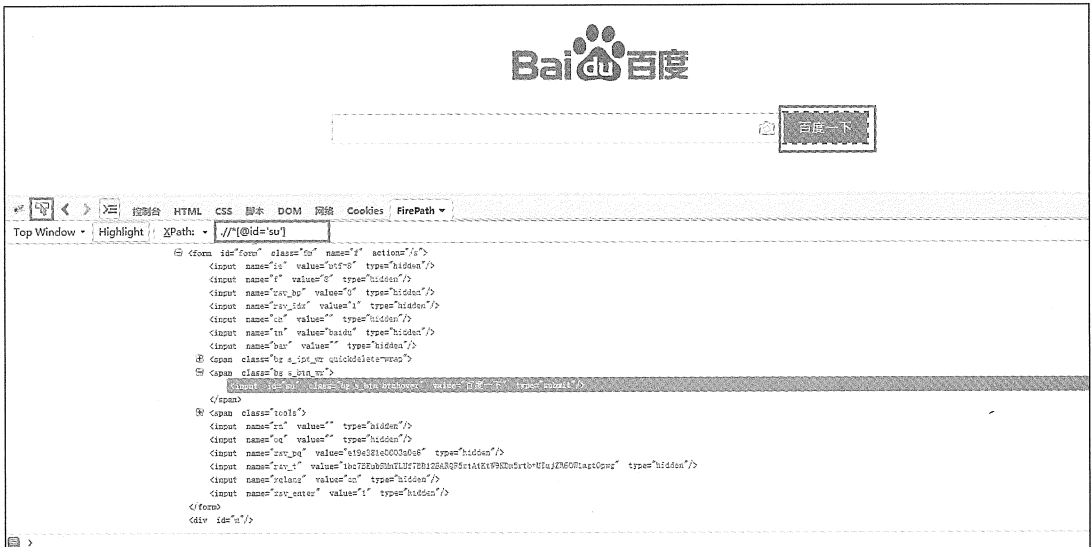 Bai du 百度
百度一下
控制台 HTML CSS 脚本 DOM 网络 Cookies FirePath
Top Window Highlight XPath: .//*[@id='su']
<form id="form" class="fm" name="f" action="/s">
<input name="ie" value="utf-8" type="hidden"/>
<input name="f" value="8" type="hidden"/>
<input name="rsv_bp" value="0" type="hidden"/>
<input name="rsv_idx" value="1" type="hidden"/>
<input name="ch" value="" type="hidden"/>
<input name="tn" value="baidu" type="hidden"/>
<input name="bar" value="" type="hidden"/>
<span class="bg s_ipt_wr quickdelete-wrap">
<span class="bg s_btn_wr">
<input id="su" class="bg s_btn btnhover" value="百度一下" type="submit"/>
</span>
<span class="tools">
<input name="rn" value="" type="hidden"/>
<input name="oq" value="" type="hidden"/>
<input name="rsv_pq" type="hidden"/>
<input name="rsv_t" type="hidden"/>
<input name="rqlang" value="cn" type="hidden"/>
<input name="rsv_enter" value="1" type="hidden"/>
</form>
<div id="m"/>